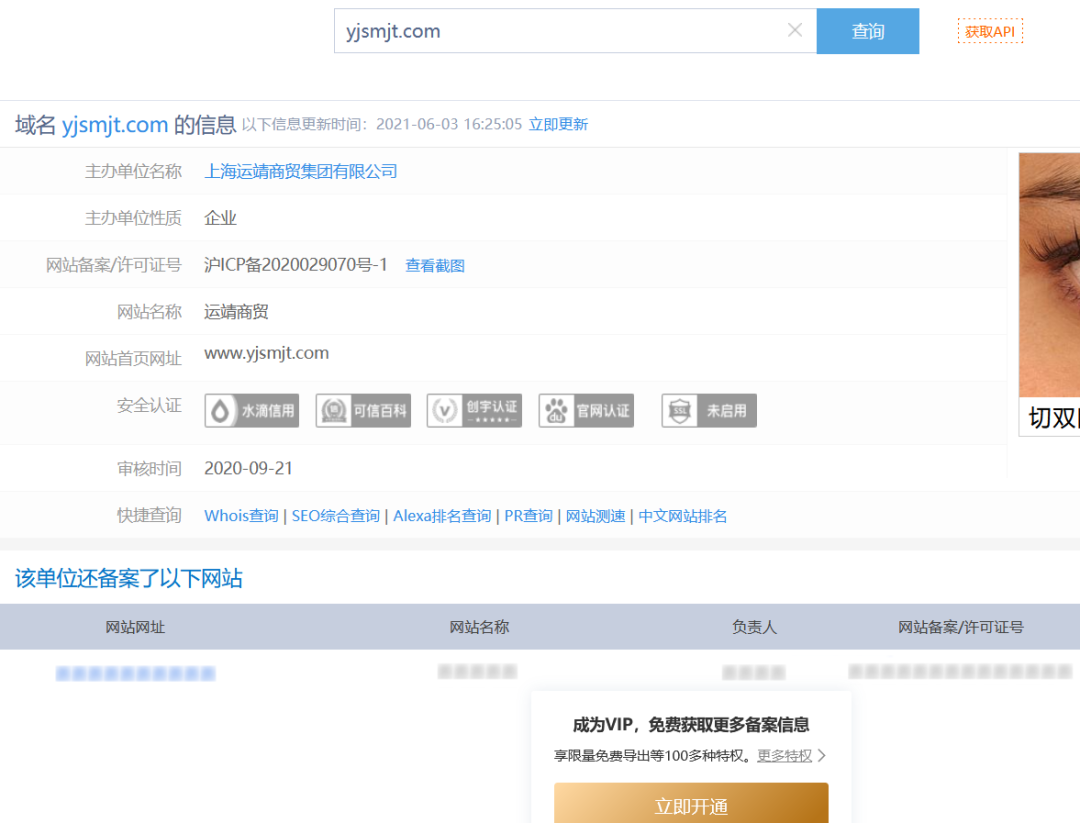 yjsmjt.com
查询
获取API
域名 yjsmjt.com 的信息 以下信息更新时间：2021-06-03 16:25:05 立即更新
主办单位名称 上海运靖商贸集团有限公司
主办单位性质 企业
网站备案/许可证号 沪ICP备2020029070号-1 查看截图
网站名称 运靖商贸
网站首页网址 www.yjsmjt.com
安全认证 水滴信用 可信百科 创宇认证 du 官网认证 SSL 未启用
切双
审核时间 2020-09-21
快捷查询 Whois查询 | SEO综合查询 | Alexa排名查询 | PR查询 | 网站测速 | 中文网站排名
该单位还备案了以下网站
网站网址 网站名称 负责人 网站备案/许可证号
成为VIP，免费获取更多备案信息
享限量免费导出等100多种特权。更多特权 >
立即开通